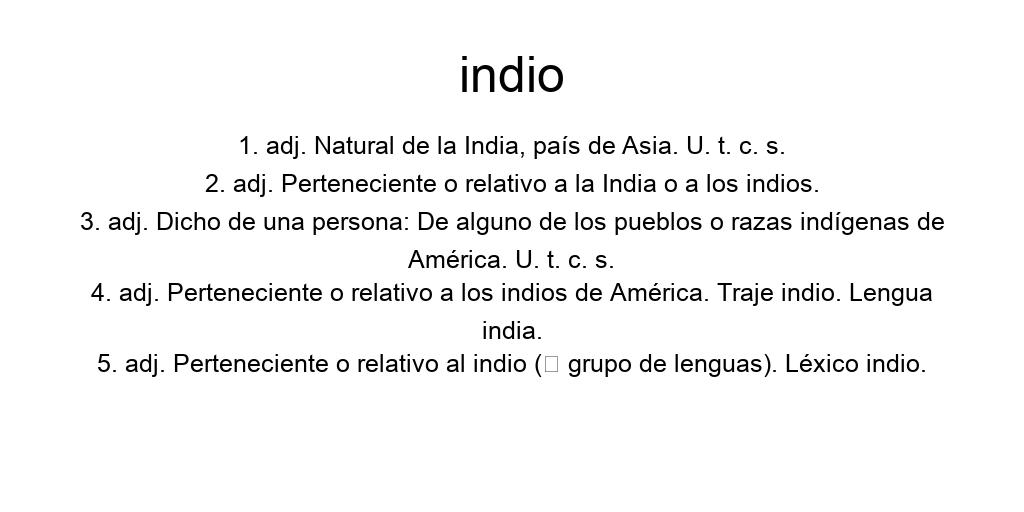 indio
1. adj. Natural de la India, país de Asia. U. t. c. s.
2. adj. Perteneciente o relativo a la India o a los indios.
3. adj. Dicho de una persona: De alguno de los pueblos o razas indígenas de
América. U. t. c. s.
4. adj. Perteneciente o relativo a los indios de América. Traje indio. Lengua
india.
5. adj. Perteneciente o relativo al indio (□ grupo de lenguas). Léxico indio.